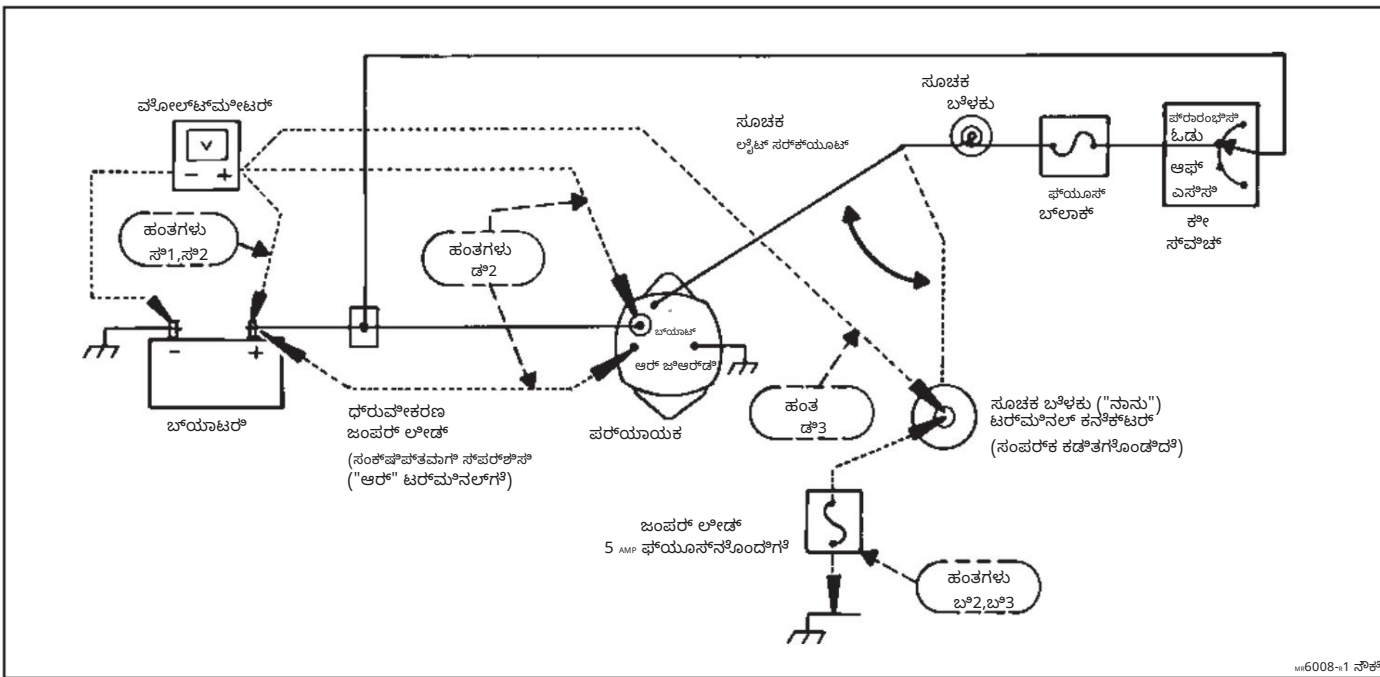 ವೋಲ್ಟ್‌ಮೀಟರ್
V
- +
ಹಂತಗಳು
ಸಿ1,ಸಿ2
ಹಂತಗಳು
ಡಿ2
- +
ಬ್ಯಾಟರಿ
ಧ್ರುವೀಕರಣ
ಜಂಪರ್ ಲೀಡ್
(ಸಂಕ್ಷಿಪ್ತವಾಗಿ ಸ್ಪರ್ಶಿಸಿ
("ಆರ್" ಟರ್ಮಿನಲ್‌ಗೆ)
ಬ್ಯಾಟ್
ಆರ್ ಜಿಆರ್‌ಡಿ
ಪರ್ಯಾಯಕ
ಸೂಚಕ
ಲೈಟ್ ಸರ್ಕ್ಯೂಟ್
ಸೂಚಕ
ಬೆಳಕು
ಫ್ಯೂಸ್
ಬ್ಲಾಕ್
ಪ್ರಾರಂಭಿಸಿ
ಓಡು
ಆಫ್
ಎಸಿಸಿ
ಕೀ
ಸ್ವಿಚ್
ಹಂತ
ಡಿ3
ಸೂಚಕ ಬೆಳಕು ("ನಾನು")
ಟರ್ಮಿನಲ್ ಕನೆಕ್ಟರ್
(ಸಂಪರ್ಕ ಕಡಿತಗೊಂಡಿದೆ)
ಜಂಪರ್ ಲೀಡ್
5 AMP ಫ್ಯೂಸ್‌ನೊಂದಿಗೆ
ಹಂತಗಳು
ಬಿ2,ಬಿ3
MR6008-R1 ನೌಕೆ